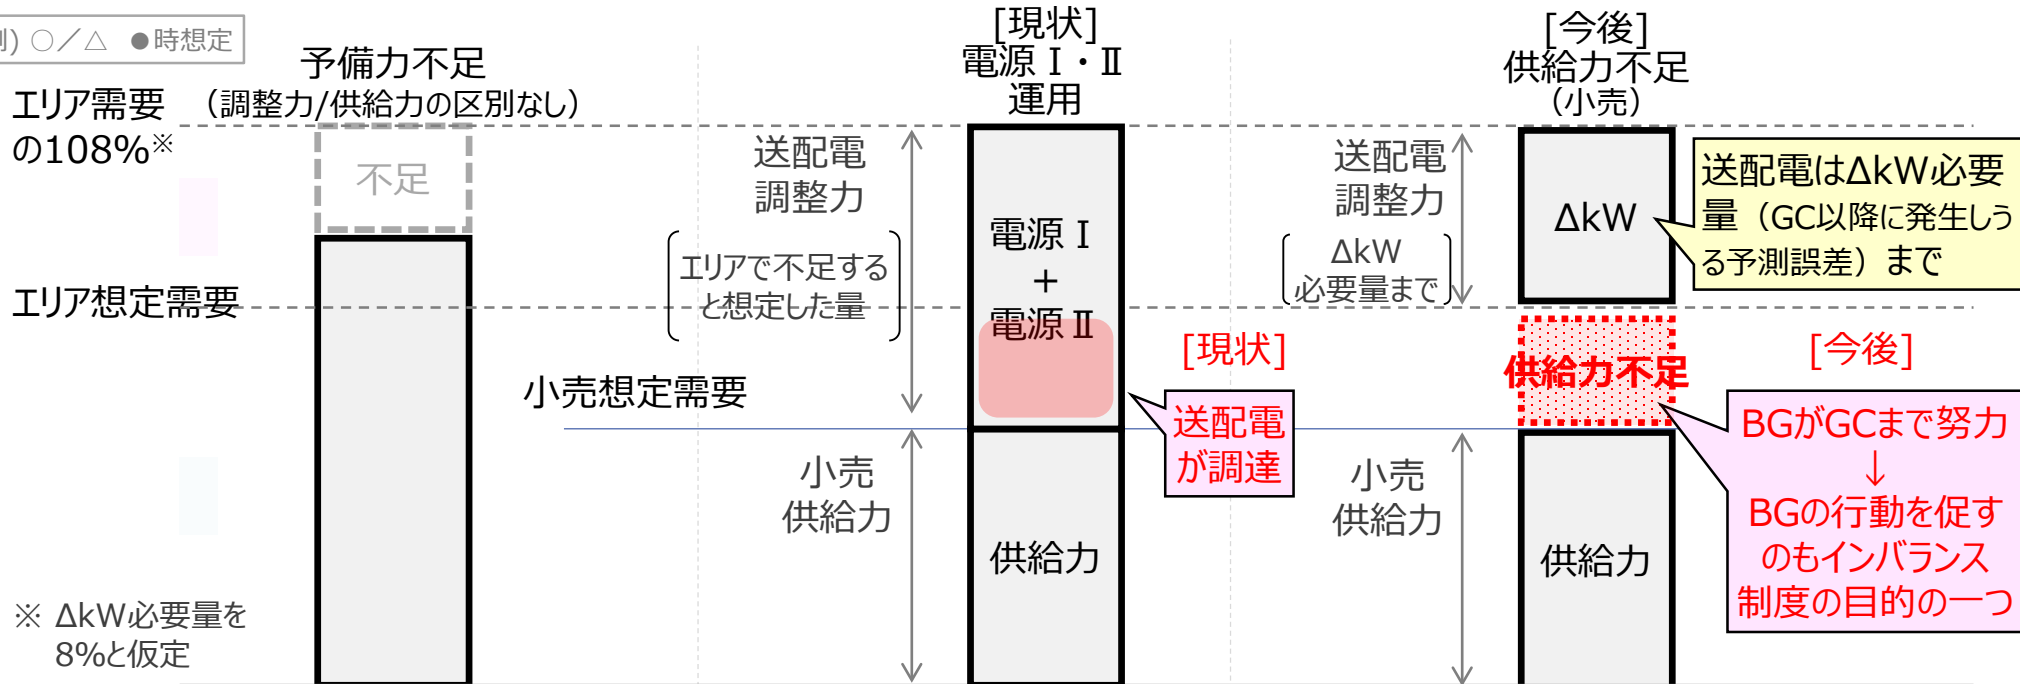 例) ○／△ ●時想定
予備力不足
（調整力/供給力の区別なし）
エリア需要
の108%※
不足
エリア想定需要
※ ΔkW必要量を
8%と仮定
[現状]
電源Ⅰ・Ⅱ
運用
送配電
調整力
エリアで不足する
と想定した量
小売想定需要
小売
供給力
電源Ⅰ
+
電源Ⅱ
供給力
[現状]
送配電
が調達
[今後]
供給力不足
（小売）
送配電
調整力
ΔkW
必要量まで
小売
供給力
ΔkW
供給力不足
供給力
送配電はΔkW必要
量（GC以降に発生しう
る予測誤差）まで
[今後]
BGがGCまで努力
↓
BGの行動を促す
のもインバランス
制度の目的の一つ